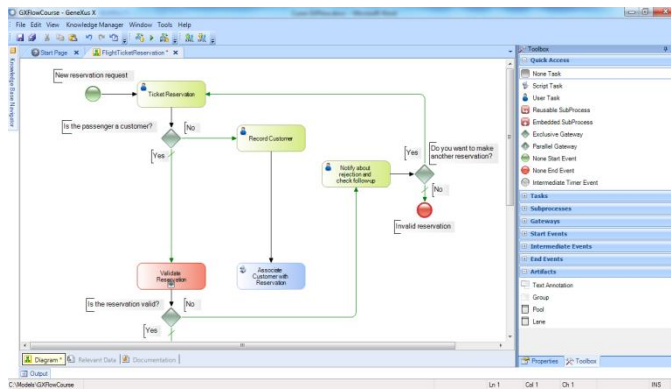 GXFlowCourse - GeneXus X
File Edit View Knowledge Manager Window Tools Help
Start Page
FlightTicketReservation *
Knowledge Base Navigator
New reservation request
Ticket Reservation
Is the passenger a customer?
No
Yes
Record Customer
Notify about
rejection and
check followup
Yes
Do you want to make
another reservation?
No
Invalid reservation
Validate
Reservation
Associate
Customer with
Reservation
Is the reservation valid?
No
Yes
Diagram *
Relevant Data
Documentation
Output
Toolbox
Quick Access
None Task
Script Task
User Task
Reusable SubProcess
Embedded SubProcess
Exclusive Gateway
Parallel Gateway
None Start Event
None End Event
Intermediate Timer Event
Tasks
Subprocesses
Gateways
Start Events
Intermediate Events
End Events
Artifacts
Text Annotation
Group
Pool
Lane
Properties
Toolbox
C:\Models\GXFlowCourse
Ln 1 Col 1 Ch 1 INS